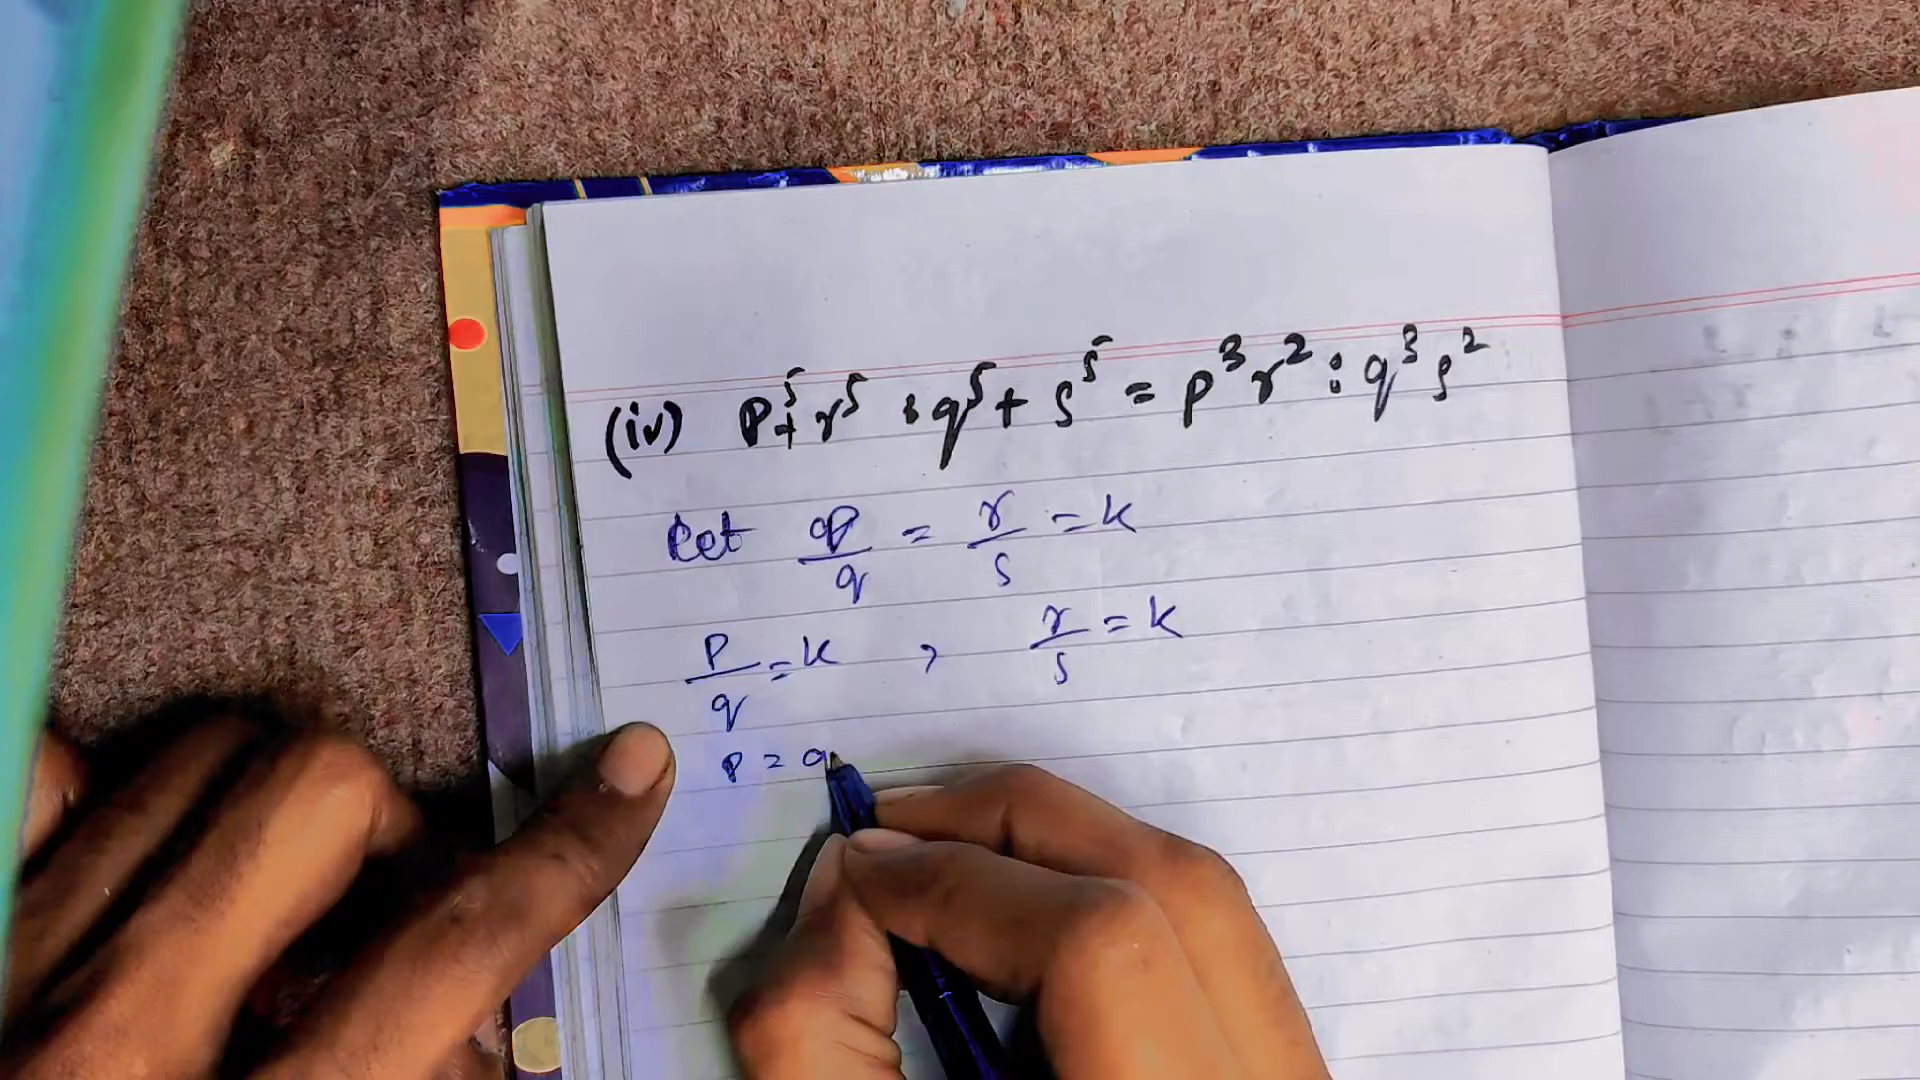 (iv) p⁵+r⁵ : q⁵+s⁵ = p³r² : q³s²
Let p/q = r/s = k
p/q = k , r/s = k
p = q